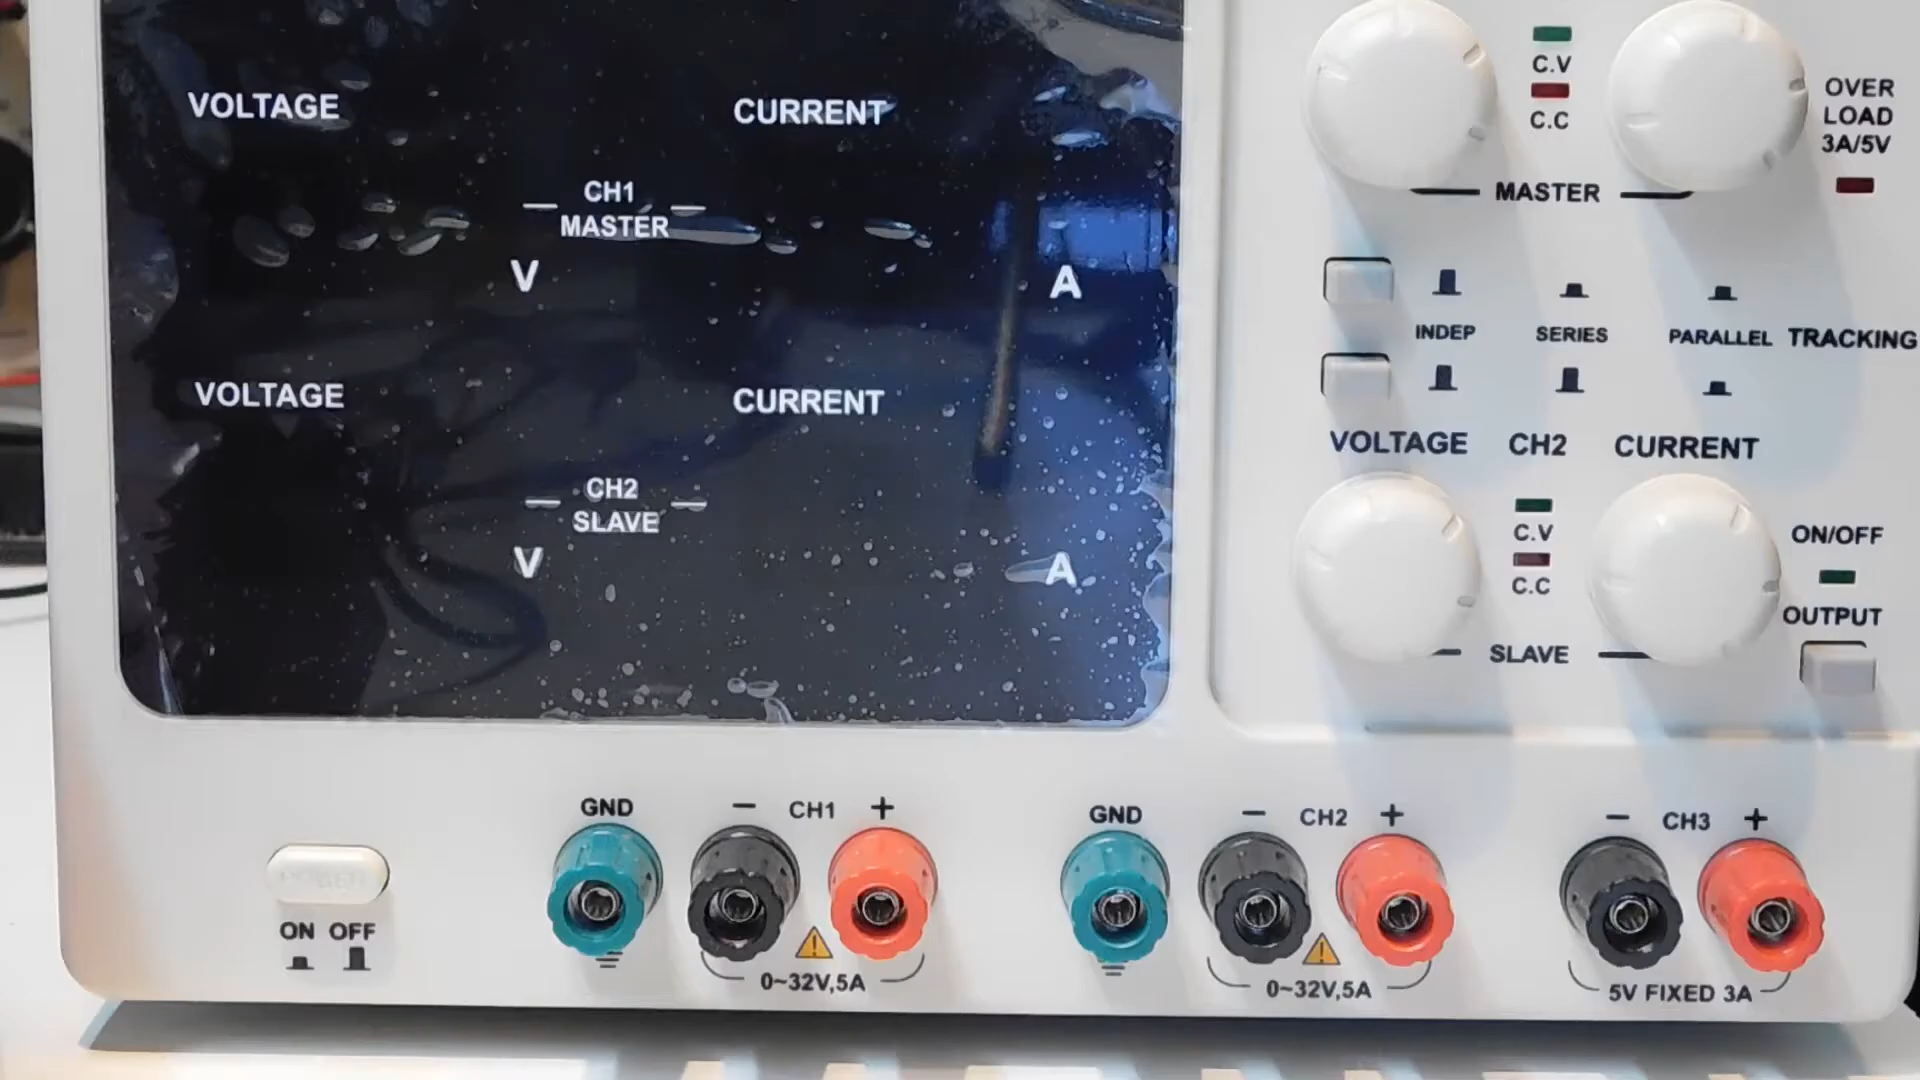 VOLTAGE
CURRENT
CH1
MASTER
V
A
VOLTAGE
CURRENT
CH2
SLAVE
V
A
C.V
C.C
OVER
LOAD
3A/5V
MASTER
INDEP
SERIES
PARALLEL
TRACKING
VOLTAGE
CH2
CURRENT
C.V
C.C
ON/OFF
OUTPUT
SLAVE
POWER
ON OFF
GND
− CH1 +
0~32V,5A
GND
− CH2 +
0~32V,5A
− CH3 +
5V FIXED 3A